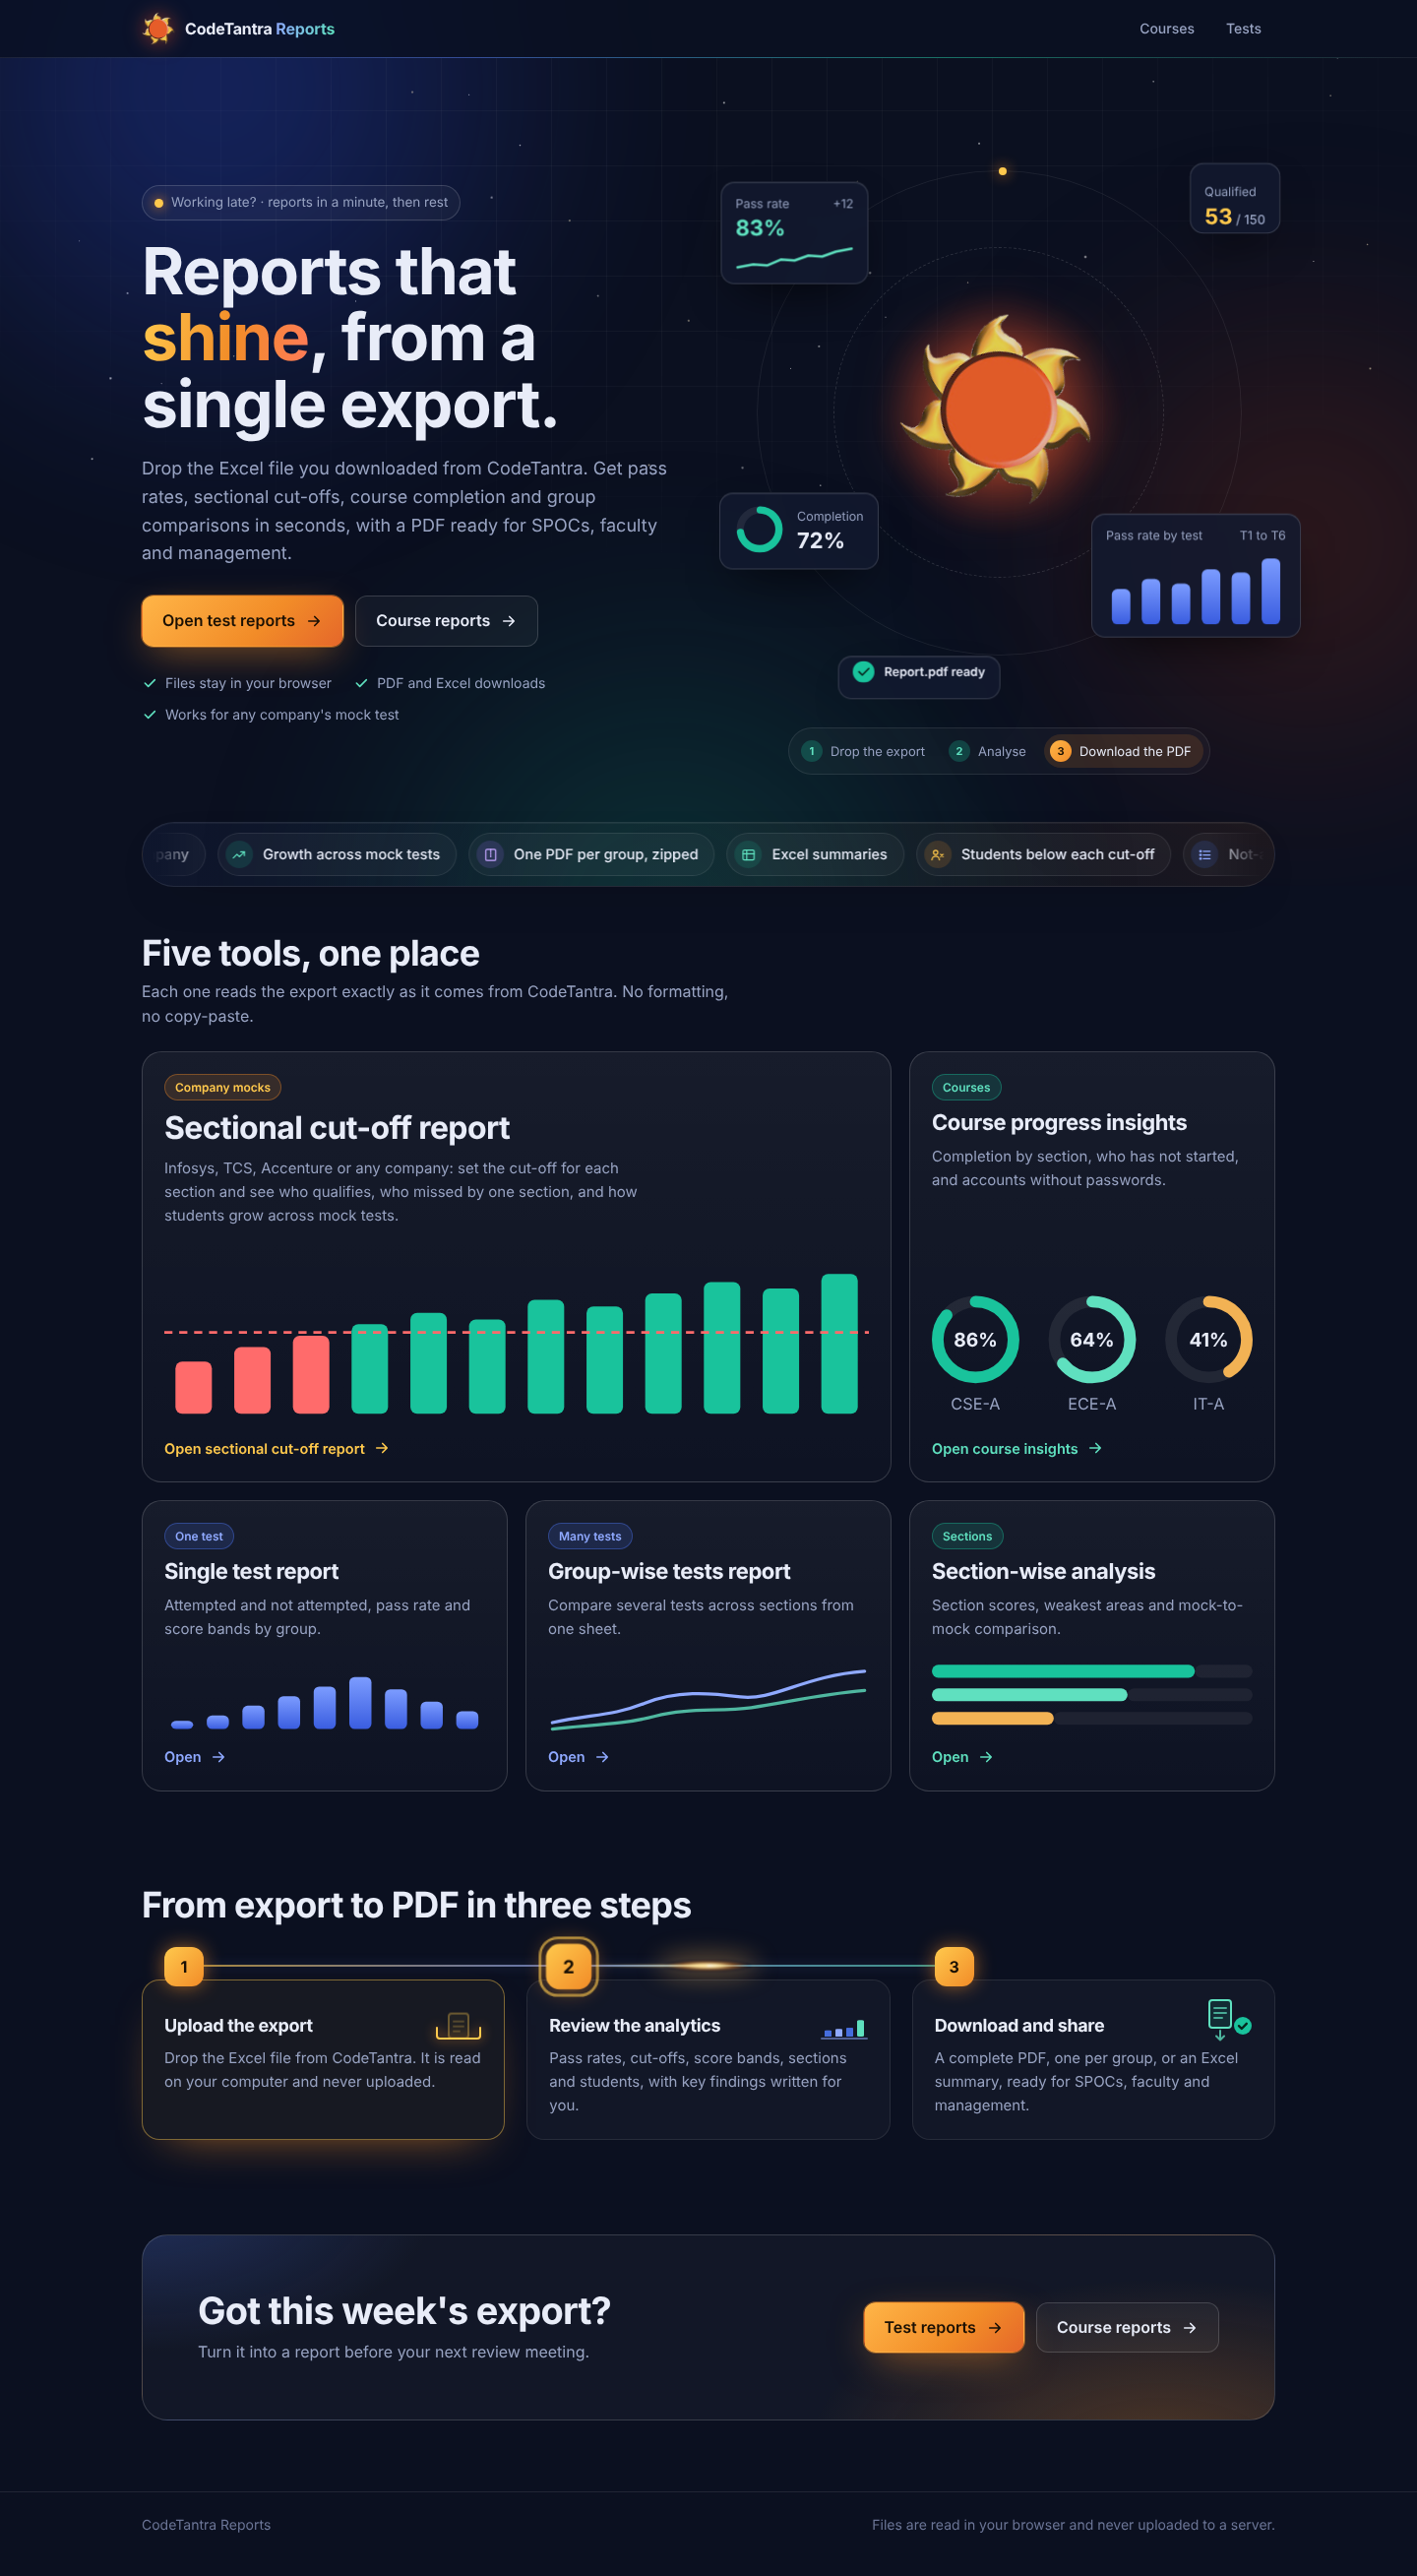 CodeTantra Reports
Courses
Tests
Working late? · reports in a minute, then rest
Reports that
shine, from a
single export.
Drop the Excel file you downloaded from CodeTantra. Get pass
rates, sectional cut-offs, course completion and group
comparisons in seconds, with a PDF ready for SPOCs, faculty
and management.
Open test reports →
Course reports →
Files stay in your browser
PDF and Excel downloads
Works for any company's mock test
Pass rate +12
83%
Qualified
53 / 150
Completion
72%
Pass rate by test T1 to T6
Report.pdf ready
1 Drop the export
2 Analyse
3 Download the PDF
pany
Growth across mock tests
One PDF per group, zipped
Excel summaries
Students below each cut-off
Not-
Five tools, one place
Each one reads the export exactly as it comes from CodeTantra. No formatting,
no copy-paste.
Company mocks
Sectional cut-off report
Infosys, TCS, Accenture or any company: set the cut-off for each
section and see who qualifies, who missed by one section, and how
students grow across mock tests.
Open sectional cut-off report →
Courses
Course progress insights
Completion by section, who has not started,
and accounts without passwords.
86% 64% 41%
CSE-A ECE-A IT-A
Open course insights →
One test
Single test report
Attempted and not attempted, pass rate and
score bands by group.
Open →
Many tests
Group-wise tests report
Compare several tests across sections from
one sheet.
Open →
Sections
Section-wise analysis
Section scores, weakest areas and mock-to-
mock comparison.
Open →
From export to PDF in three steps
1
Upload the export
Drop the Excel file from CodeTantra. It is read
on your computer and never uploaded.
2
Review the analytics
Pass rates, cut-offs, score bands, sections
and students, with key findings written for
you.
3
Download and share
A complete PDF, one per group, or an Excel
summary, ready for SPOCs, faculty and
management.
Got this week's export?
Turn it into a report before your next review meeting.
Test reports →
Course reports →
CodeTantra Reports
Files are read in your browser and never uploaded to a server.